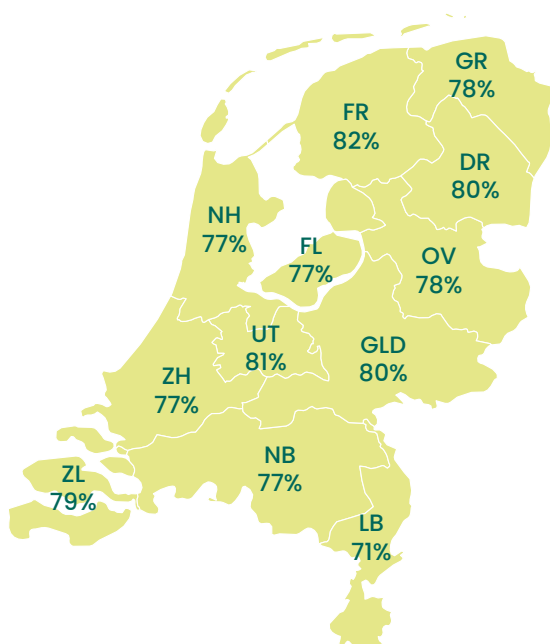 GR
78%
FR
82%
DR
80%
NH
77%
FL
77%
OV
78%
UT
81%
GLD
80%
ZH
77%
NB
77%
ZL
79%
LB
71%